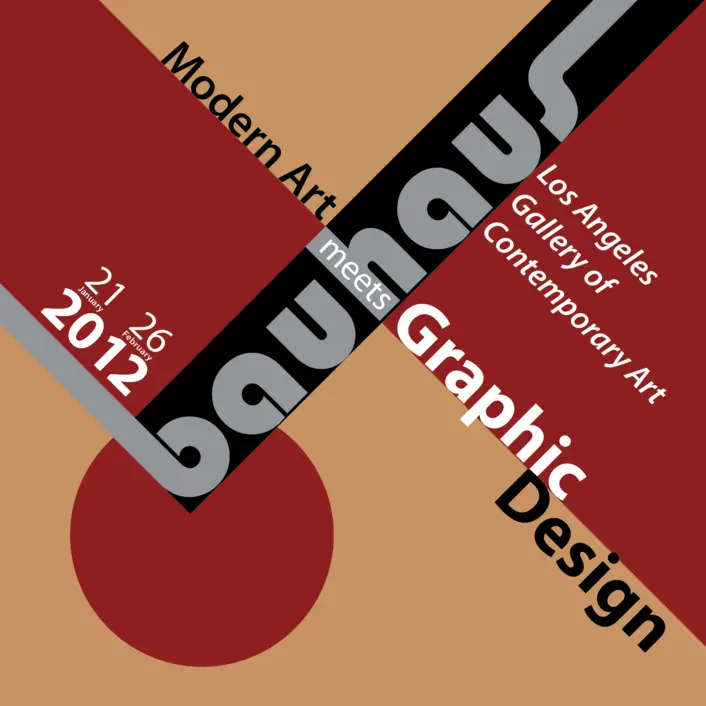 Modern Art
meets
Graphic
Design
bauhaus
Los Angeles
Gallery of
Contemporary Art
21 26
January February
2012